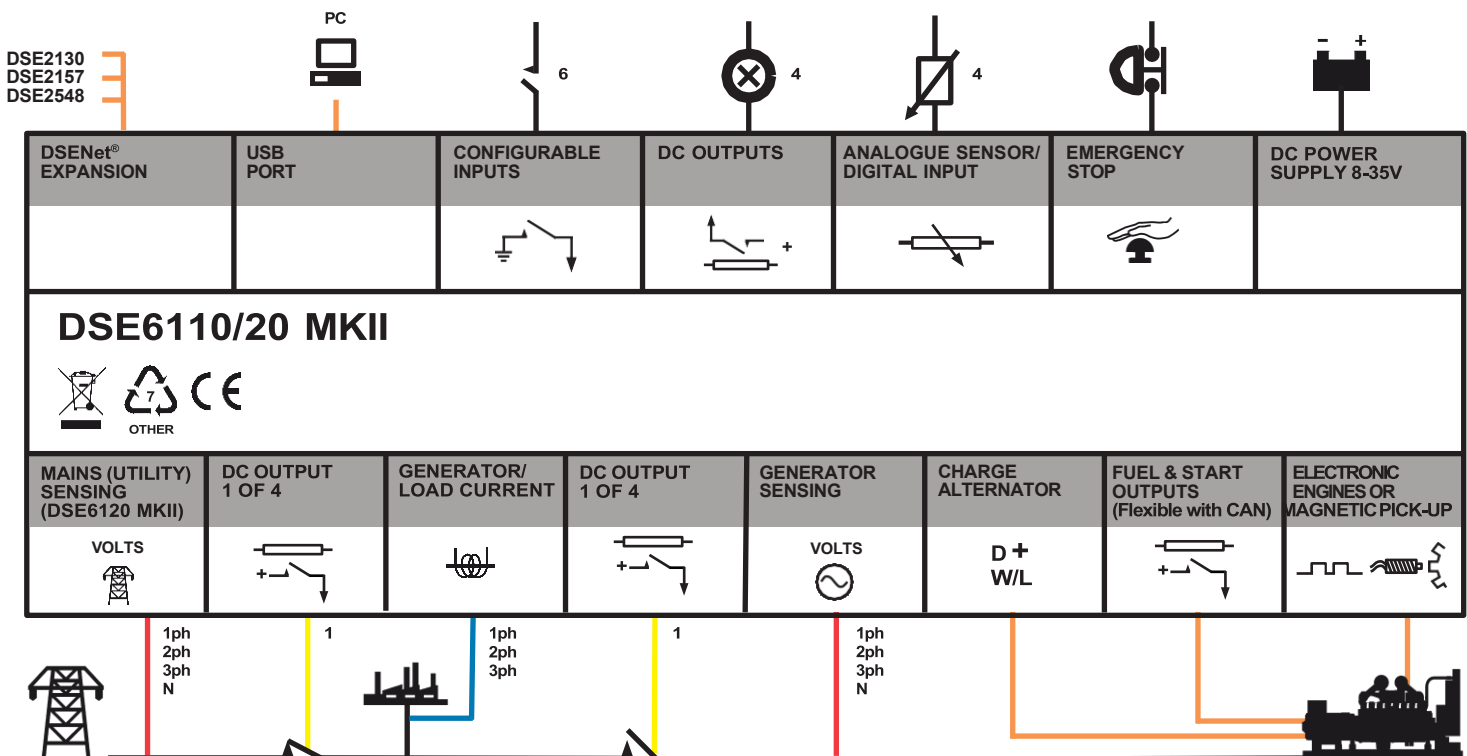 PC
DSE2130
DSE2157
DSE2548
6
4
4
- +
DSENet®
EXPANSION
USB
PORT
CONFIGURABLE
INPUTS
DC OUTPUTS
ANALOGUE SENSOR/
DIGITAL INPUT
EMERGENCY
STOP
DC POWER
SUPPLY 8-35V
+
DSE6110/20 MKII
7
CE
OTHER
MAINS (UTILITY)
SENSING
(DSE6120 MKII)
DC OUTPUT
1 OF 4
GENERATOR/
LOAD CURRENT
DC OUTPUT
1 OF 4
GENERATOR
SENSING
CHARGE
ALTERNATOR
FUEL & START
OUTPUTS
(Flexible with CAN)
ELECTRONIC
ENGINES OR
MAGNETIC PICK-UP
VOLTS
+
+
VOLTS
D+
W/L
+
1ph
2ph
3ph
N
1
1ph
2ph
3ph
1
1ph
2ph
3ph
N